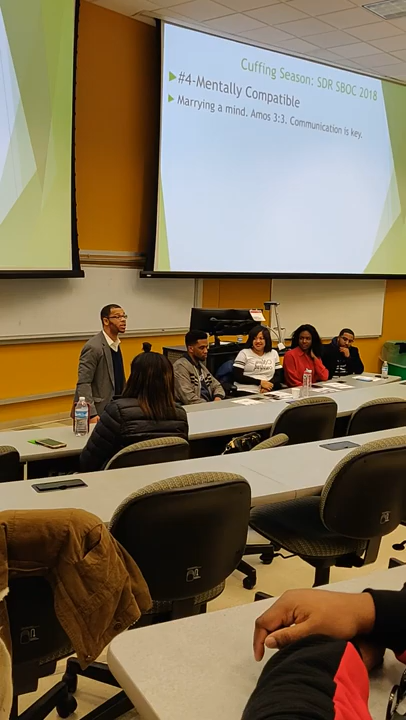 Cuffing Season: SDR SBOC 2018
#4-Mentally Compatible
Marrying a mind. Amos 3:3. Communication is key.